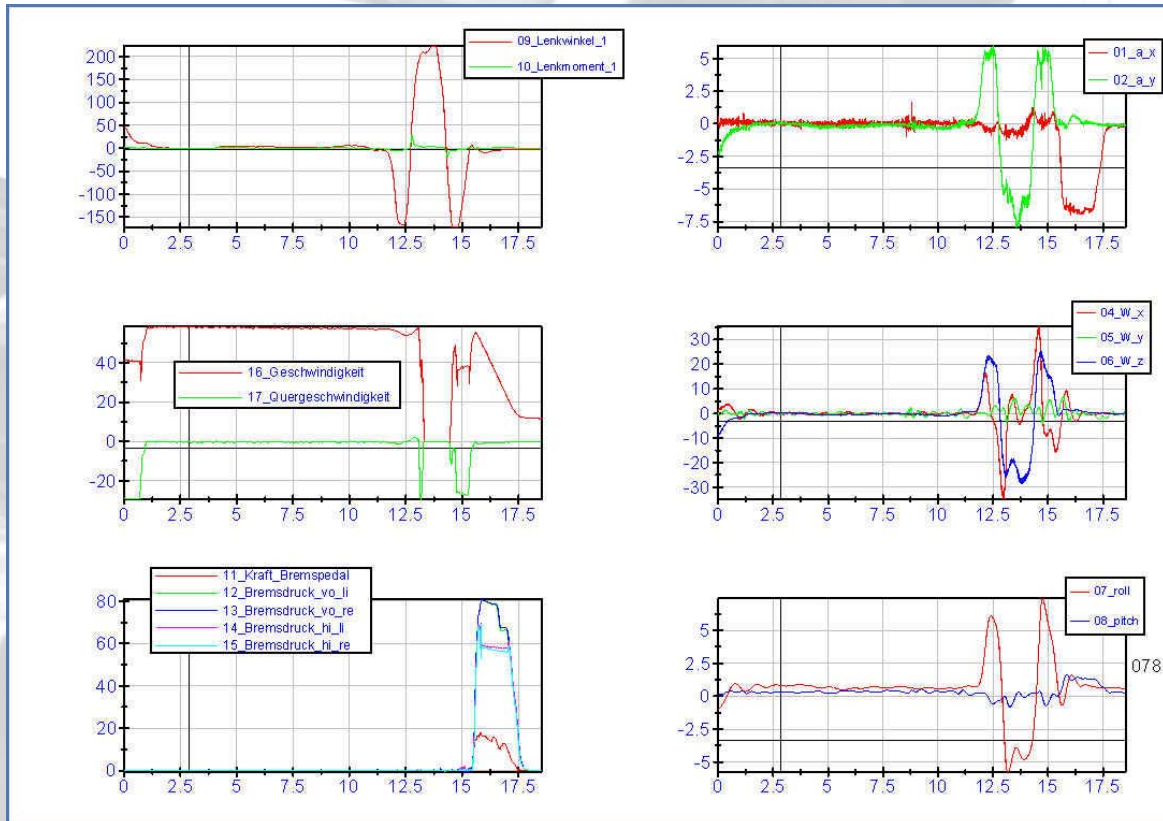 09_Lenkwinkel_1
10_Lenkmoment_1
200
150
100
50
0
-50
-100
-150
0 2.5 5 7.5 10 12.5 15 17.5
01_a_x
02_a_y
5
2.5
0
-2.5
-5
-7.5
0 2.5 5 7.5 10 12.5 15 17.5
16_Geschwindigkeit
17_Quergeschwindigkeit
40
20
0
-20
0 2.5 5 7.5 10 12.5 15 17.5
04_W_x
05_W_y
06_W_z
30
20
10
0
-10
-20
-30
0 2.5 5 7.5 10 12.5 15 17.5
11_Kraft_Bremspedal
12_Bremsdruck_vo_li
13_Bremsdruck_vo_re
14_Bremsdruck_hi_li
15_Bremsdruck_hi_re
80
60
40
20
0
0 2.5 5 7.5 10 12.5 15 17.5
07_roll
08_pitch
5
2.5
0
-2.5
-5
0 2.5 5 7.5 10 12.5 15 17.5
078